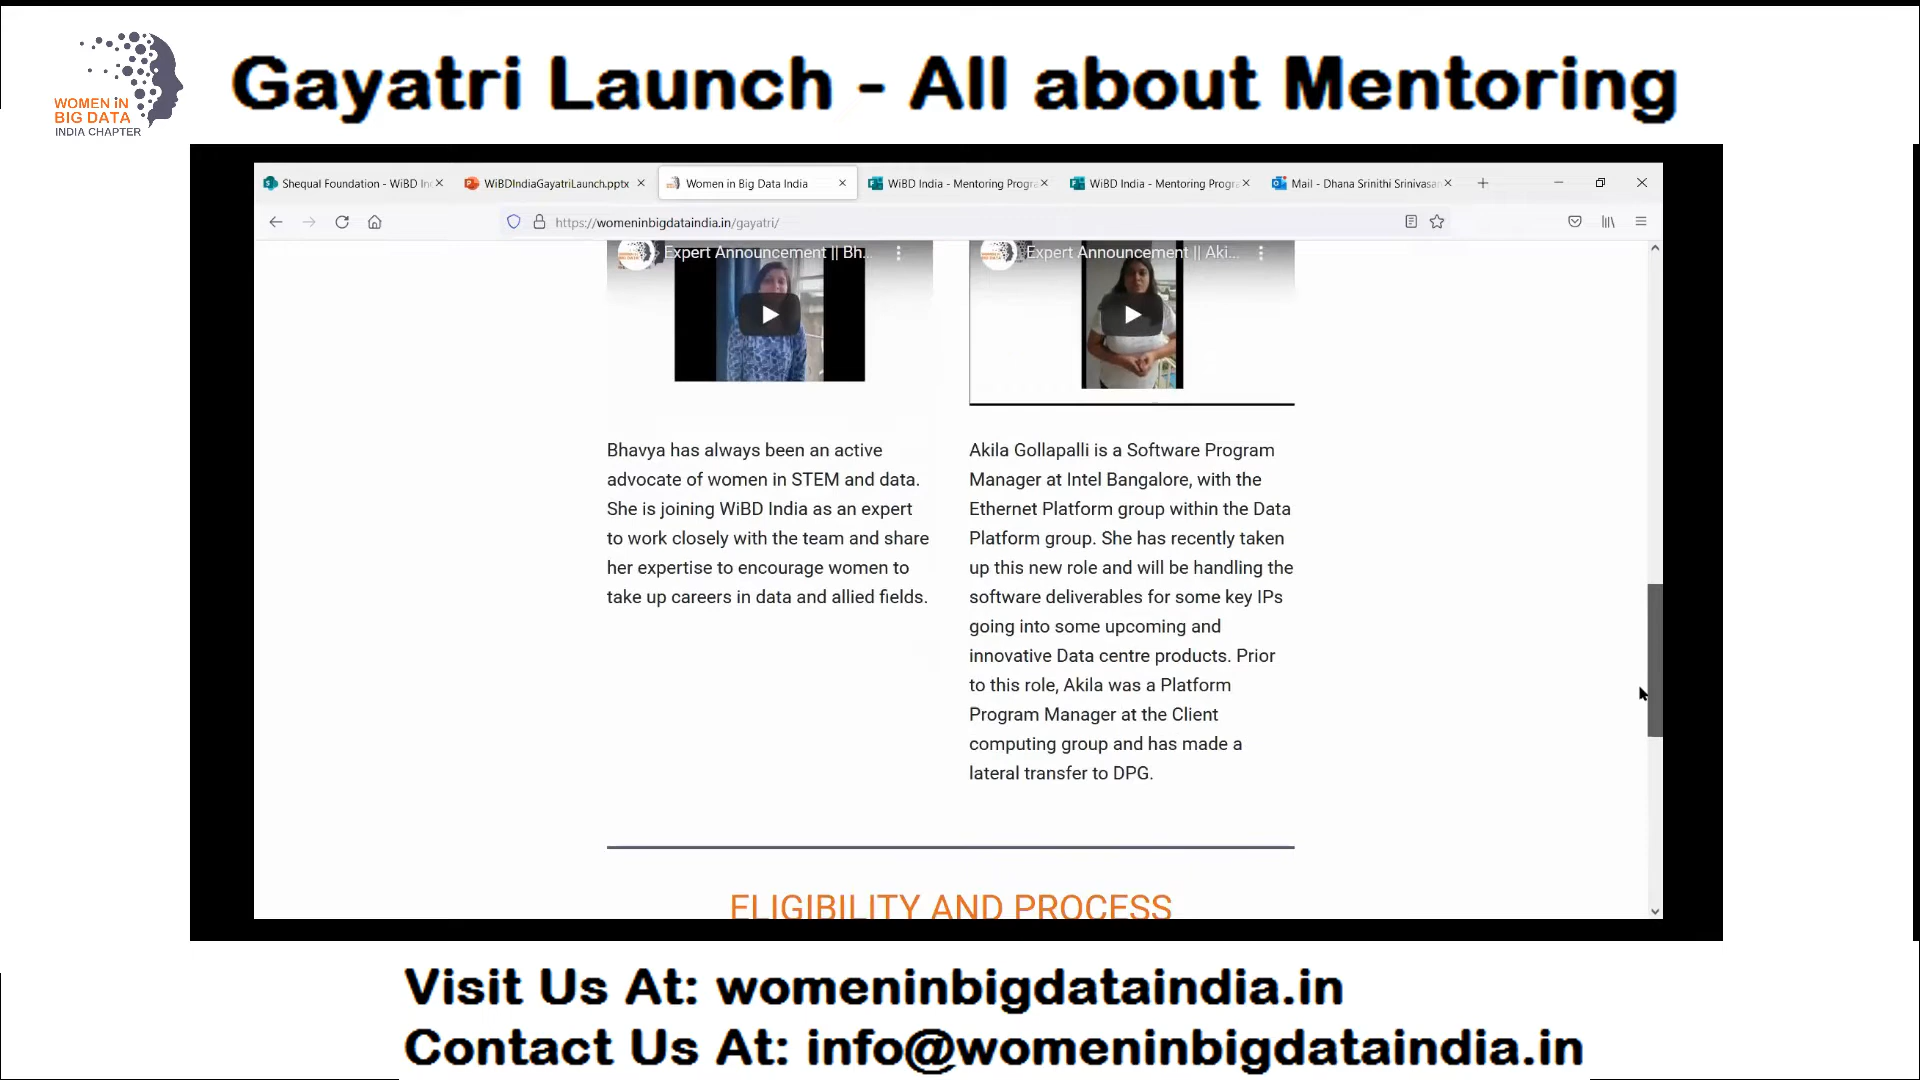 WOMEN iN
BIG DATA
INDIA CHAPTER
Gayatri Launch - All about Mentoring
Shequal Foundation - WiBD In
WiBDIndiaGayatriLaunch.pptx
Women in Big Data India
WiBD India - Mentoring Progra
WiBD India - Mentoring Progra
Mail - Dhana Srinithi Srinivasan
https://womeninbigdataindia.in/gayatri/
Expert Announcement || Bh...
Expert Announcement || Aki...
Bhavya has always been an active
advocate of women in STEM and data.
She is joining WiBD India as an expert
to work closely with the team and share
her expertise to encourage women to
take up careers in data and allied fields.
Akila Gollapalli is a Software Program
Manager at Intel Bangalore, with the
Ethernet Platform group within the Data
Platform group. She has recently taken
up this new role and will be handling the
software deliverables for some key IPs
going into some upcoming and
innovative Data centre products. Prior
to this role, Akila was a Platform
Program Manager at the Client
computing group and has made a
lateral transfer to DPG.
ELIGIBILITY AND PROCESS
Visit Us At: womeninbigdataindia.in
Contact Us At: info@womeninbigdataindia.in